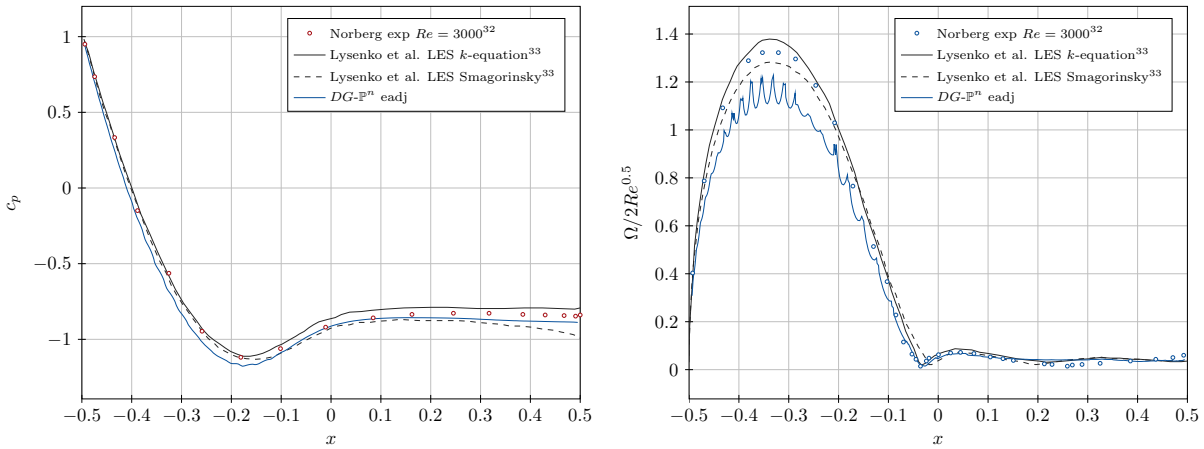 1
0.5
0
−0.5
−1
−0.5 −0.4 −0.3 −0.2 −0.1 0 0.1 0.2 0.3 0.4 0.5
x
c_p
Norberg exp Re = 3000^32
Lysenko et al. LES k-equation^33
Lysenko et al. LES Smagorinsky^33
DG-ℙ^n eadj
1.4
1.2
1
0.8
0.6
0.4
0.2
0
−0.5 −0.4 −0.3 −0.2 −0.1 0 0.1 0.2 0.3 0.4 0.5
x
Ω/2Re^0.5
Norberg exp Re = 3000^32
Lysenko et al. LES k-equation^33
Lysenko et al. LES Smagorinsky^33
DG-ℙ^n eadj